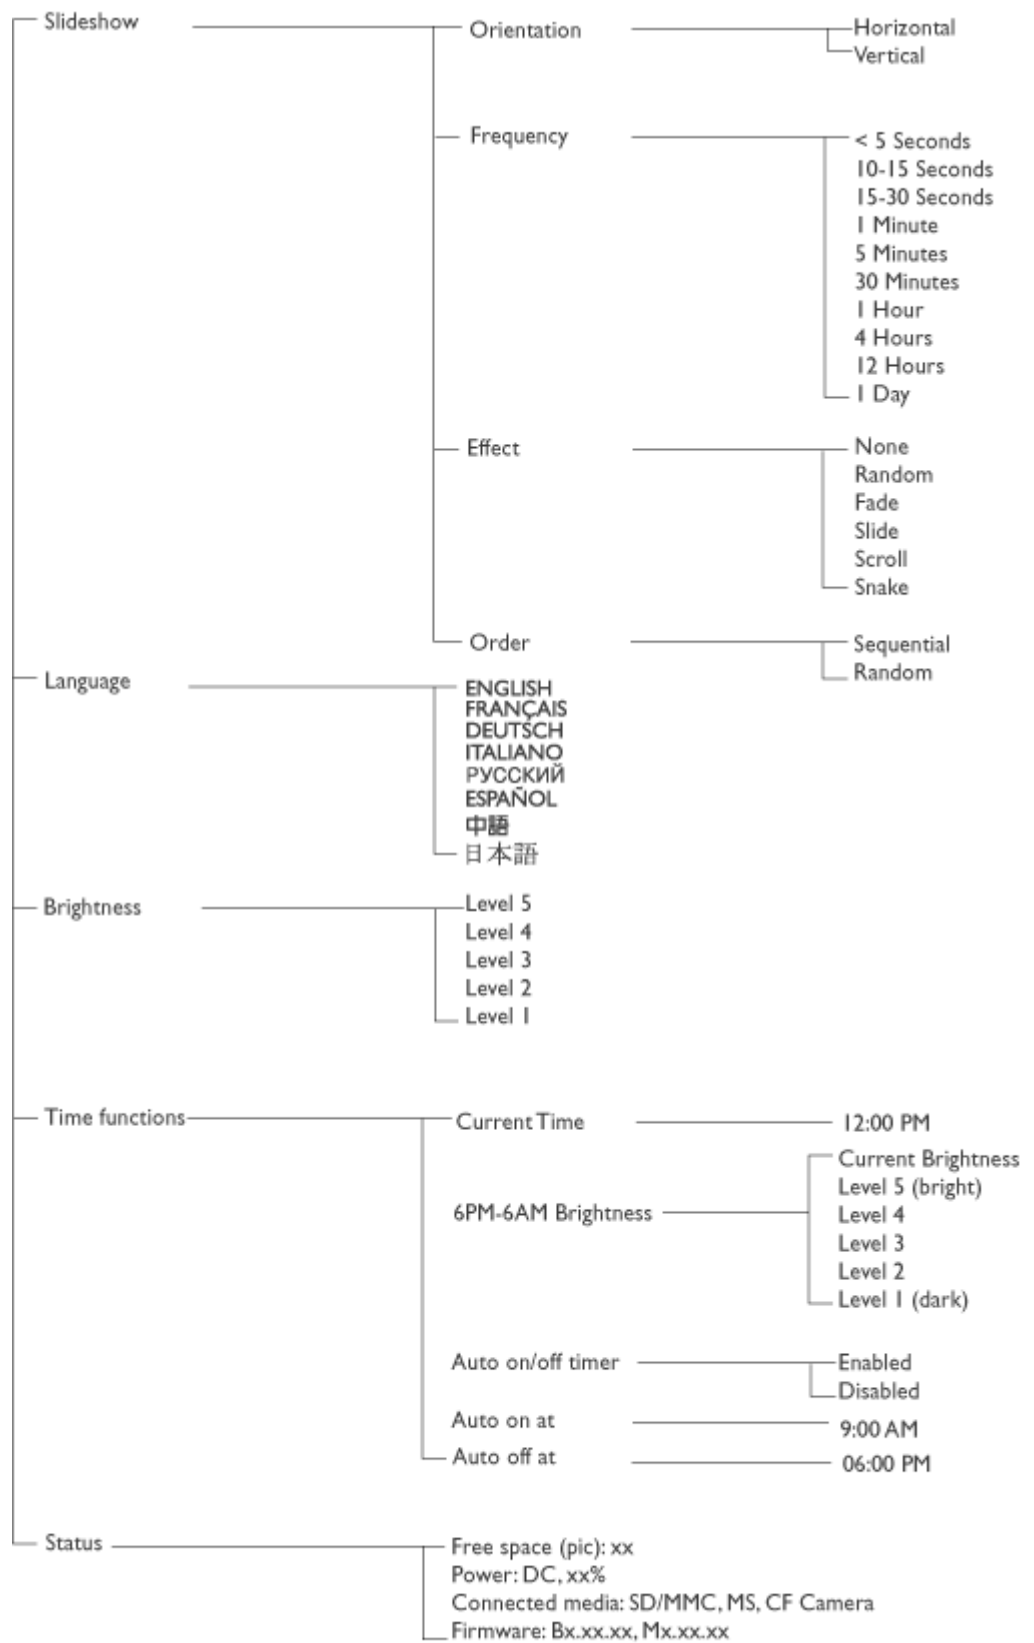 Slideshow
Orientation
Horizontal
Vertical
Frequency
< 5 Seconds
10-15 Seconds
15-30 Seconds
1 Minute
5 Minutes
30 Minutes
1 Hour
4 Hours
12 Hours
1 Day
Effect
None
Random
Fade
Slide
Scroll
Snake
Order
Sequential
Random
Language
ENGLISH
FRANÇAIS
DEUTSCH
ITALIANO
РУССКИЙ
ESPAÑOL
中語
日本語
Brightness
Level 5
Level 4
Level 3
Level 2
Level 1
Time functions
Current Time
12:00 PM
6PM-6AM Brightness
Current Brightness
Level 5 (bright)
Level 4
Level 3
Level 2
Level 1 (dark)
Auto on/off timer
Enabled
Disabled
Auto on at
9:00 AM
Auto off at
06:00 PM
Status
Free space (pic): xx
Power: DC, xx%
Connected media: SD/MMC, MS, CF Camera
Firmware: Bx.xx.xx, Mx.xx.xx